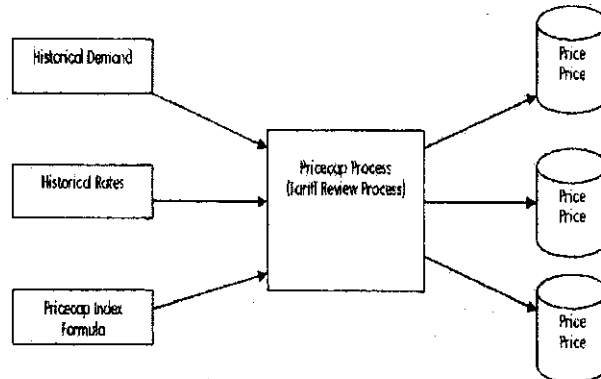 Historical Demand
Historical Rates
Pricecap Index
Formula
Pricecap Process
(Tariff Review Process)
Price
Price
Price
Price
Price
Price